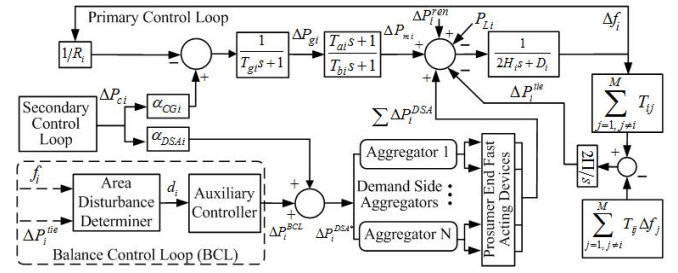 Primary Control Loop
ΔP_i^ren
P_Li
Δf_i
1/R_i
−
+
1
T_gi s+1
ΔP_gi
T_ai s+1
T_bi s+1
ΔP_mi
+
+
−
−
+
1
2H_i s+D_i
ΔP_ci
Secondary
Control
Loop
α_CGi
α_DSAi
∑ ΔP_i^DSA
ΔP_i^tie
M
∑ T_ij
j=1, j≠i
2Π/s
+
−
M
∑ T_ij Δf_j
j=1, j≠i
f_i
ΔP_i^tie
Area
Disturbance
Determiner
d_i
Auxiliary
Controller
ΔP_i^BCL
+
+
ΔP_i^DSA*
Balance Control Loop (BCL)
Aggregator 1
Demand Side
Aggregators
Aggregator N
Prosumer End Fast
Acting Devices